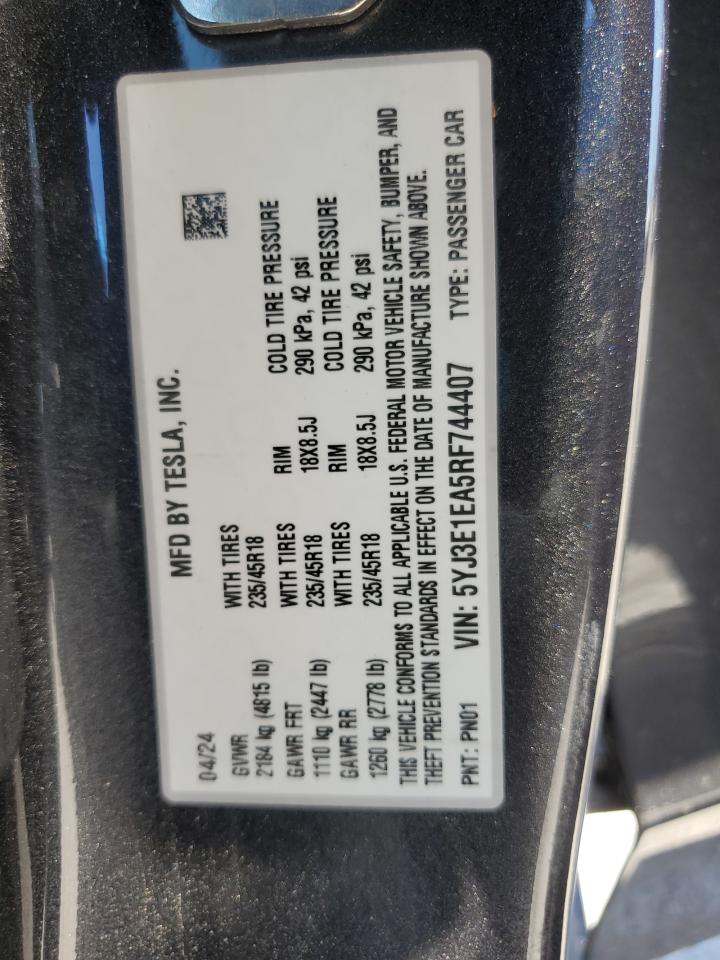 MFD BY TESLA, INC.
04/24
GVWR WITH TIRES
2184 kg (4815 lb) 235/45R18
GAWR FRT WITH TIRES RIM COLD TIRE PRESSURE
1110 kg (2447 lb) 235/45R18 18X8.5J 290 kPa, 42 psi
GAWR RR WITH TIRES RIM COLD TIRE PRESSURE
1260 kg (2778 lb) 235/45R18 18X8.5J 290 kPa, 42 psi
THIS VEHICLE CONFORMS TO ALL APPLICABLE U.S. FEDERAL MOTOR VEHICLE SAFETY, BUMPER, AND
THEFT PREVENTION STANDARDS IN EFFECT ON THE DATE OF MANUFACTURE SHOWN ABOVE.
PNT: PN01 VIN: 5YJ3E1EA5RF744407 TYPE: PASSENGER CAR